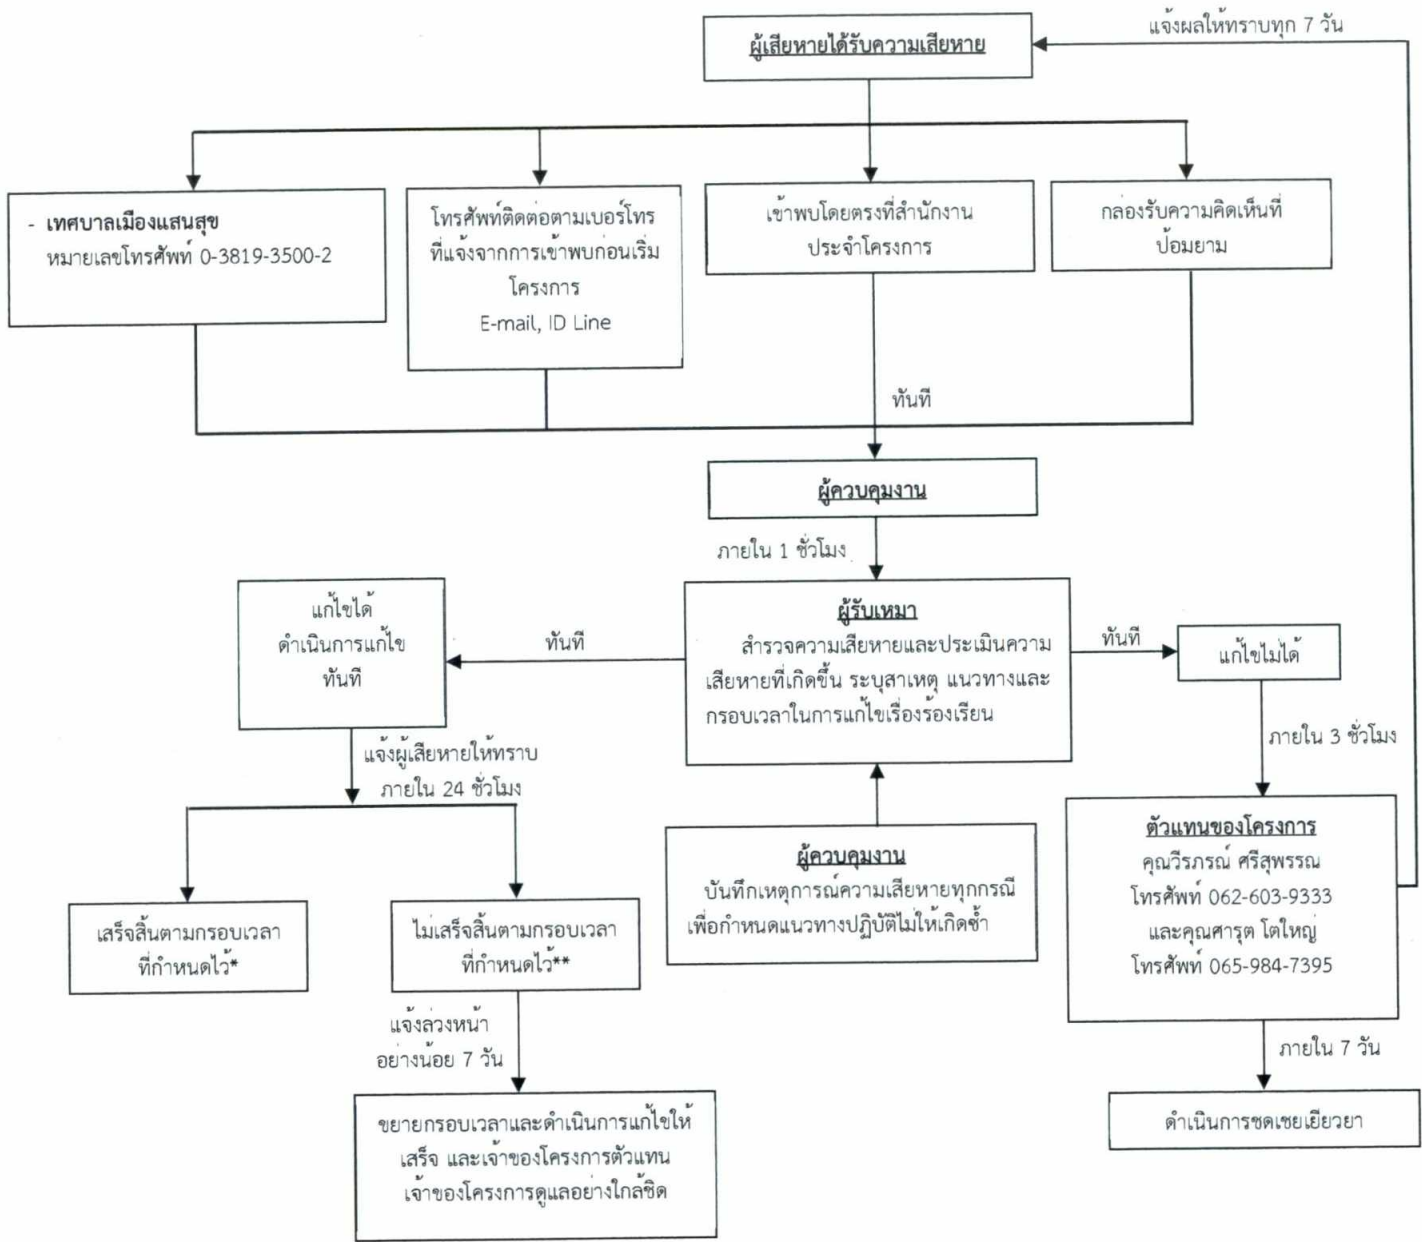 แจ้งผลให้ทราบทุก 7 วัน
ผู้เสียหายได้รับความเสียหาย
- เทศบาลเมืองแสนสุข
หมายเลขโทรศัพท์ 0-3819-3500-2
โทรศัพท์ติดต่อตามเบอร์โทร
ที่แจ้งจากการเข้าพบก่อนเริ่ม
โครงการ
E-mail, ID Line
เข้าพบโดยตรงที่สำนักงาน
ประจำโครงการ
กล่องรับความคิดเห็นที่
ป้อมยาม
ทันที
ผู้ควบคุมงาน
ภายใน 1 ชั่วโมง
แก้ไขได้
ดำเนินการแก้ไข
ทันที
ทันที
ผู้รับเหมา
สำรวจความเสียหายและประเมินความ
เสียหายที่เกิดขึ้น ระบุสาเหตุ แนวทางและ
กรอบเวลาในการแก้ไขเรื่องร้องเรียน
ทันที
แก้ไขไม่ได้
แจ้งผู้เสียหายให้ทราบ
ภายใน 24 ชั่วโมง
ภายใน 3 ชั่วโมง
ผู้ควบคุมงาน
บันทึกเหตุการณ์ความเสียหายทุกกรณี
เพื่อกำหนดแนวทางปฏิบัติไม่ให้เกิดซ้ำ
ตัวแทนของโครงการ
คุณวีรภรณ์ ศรีสุพรรณ
โทรศัพท์ 062-603-9333
และคุณศารุต โตใหญ่
โทรศัพท์ 065-984-7395
เสร็จสิ้นตามกรอบเวลา
ที่กำหนดไว้*
ไม่เสร็จสิ้นตามกรอบเวลา
ที่กำหนดไว้**
แจ้งล่วงหน้า
อย่างน้อย 7 วัน
ภายใน 7 วัน
ขยายกรอบเวลาและดำเนินการแก้ไขให้
เสร็จ และเจ้าของโครงการตัวแทน
เจ้าของโครงการดูแลอย่างใกล้ชิด
ดำเนินการชดเชยเยียวยา